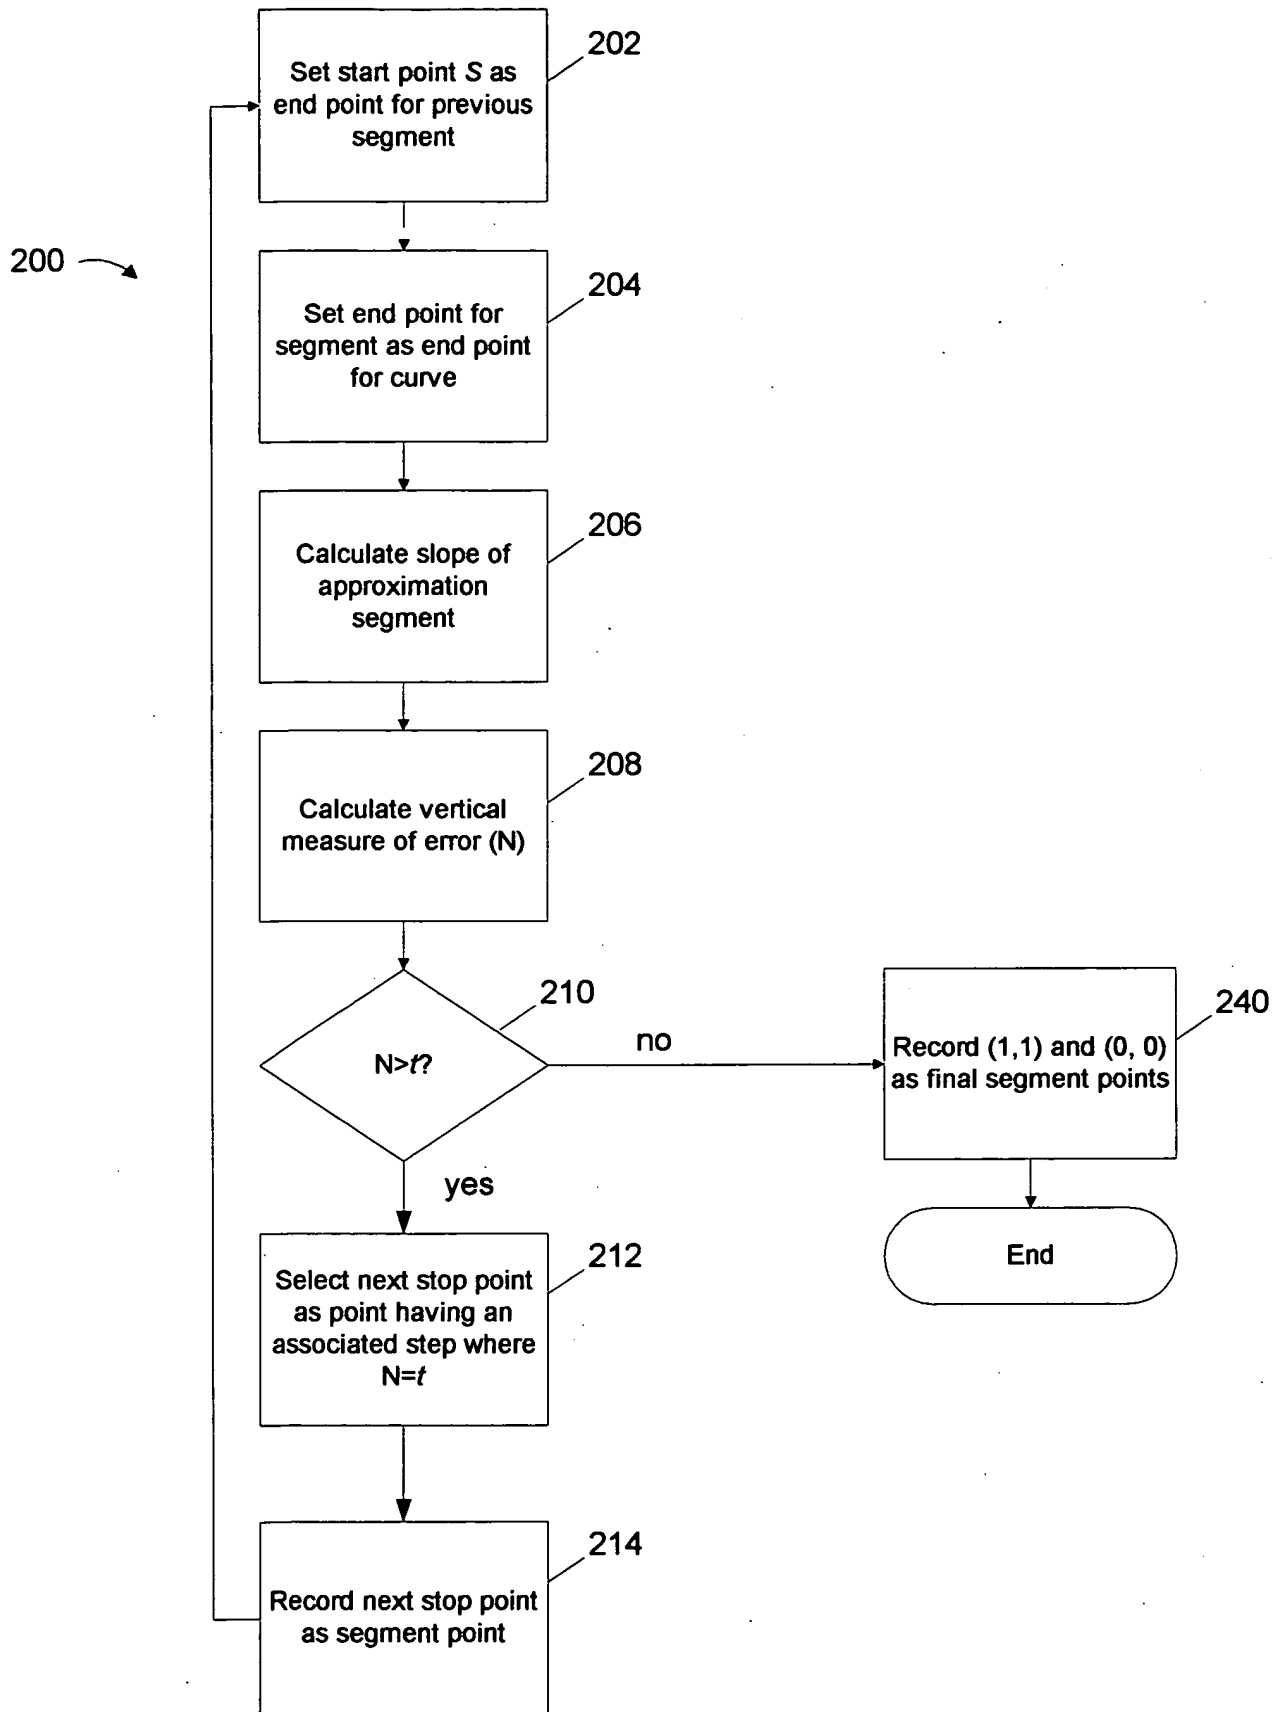 202
Set start point S as
end point for previous
segment
200
204
Set end point for
segment as end point
for curve
206
Calculate slope of
approximation
segment
208
Calculate vertical
measure of error (N)
210
N>t?
no
240
Record (1,1) and (0, 0)
as final segment points
yes
End
212
Select next stop point
as point having an
associated step where
N=t
214
Record next stop point
as segment point